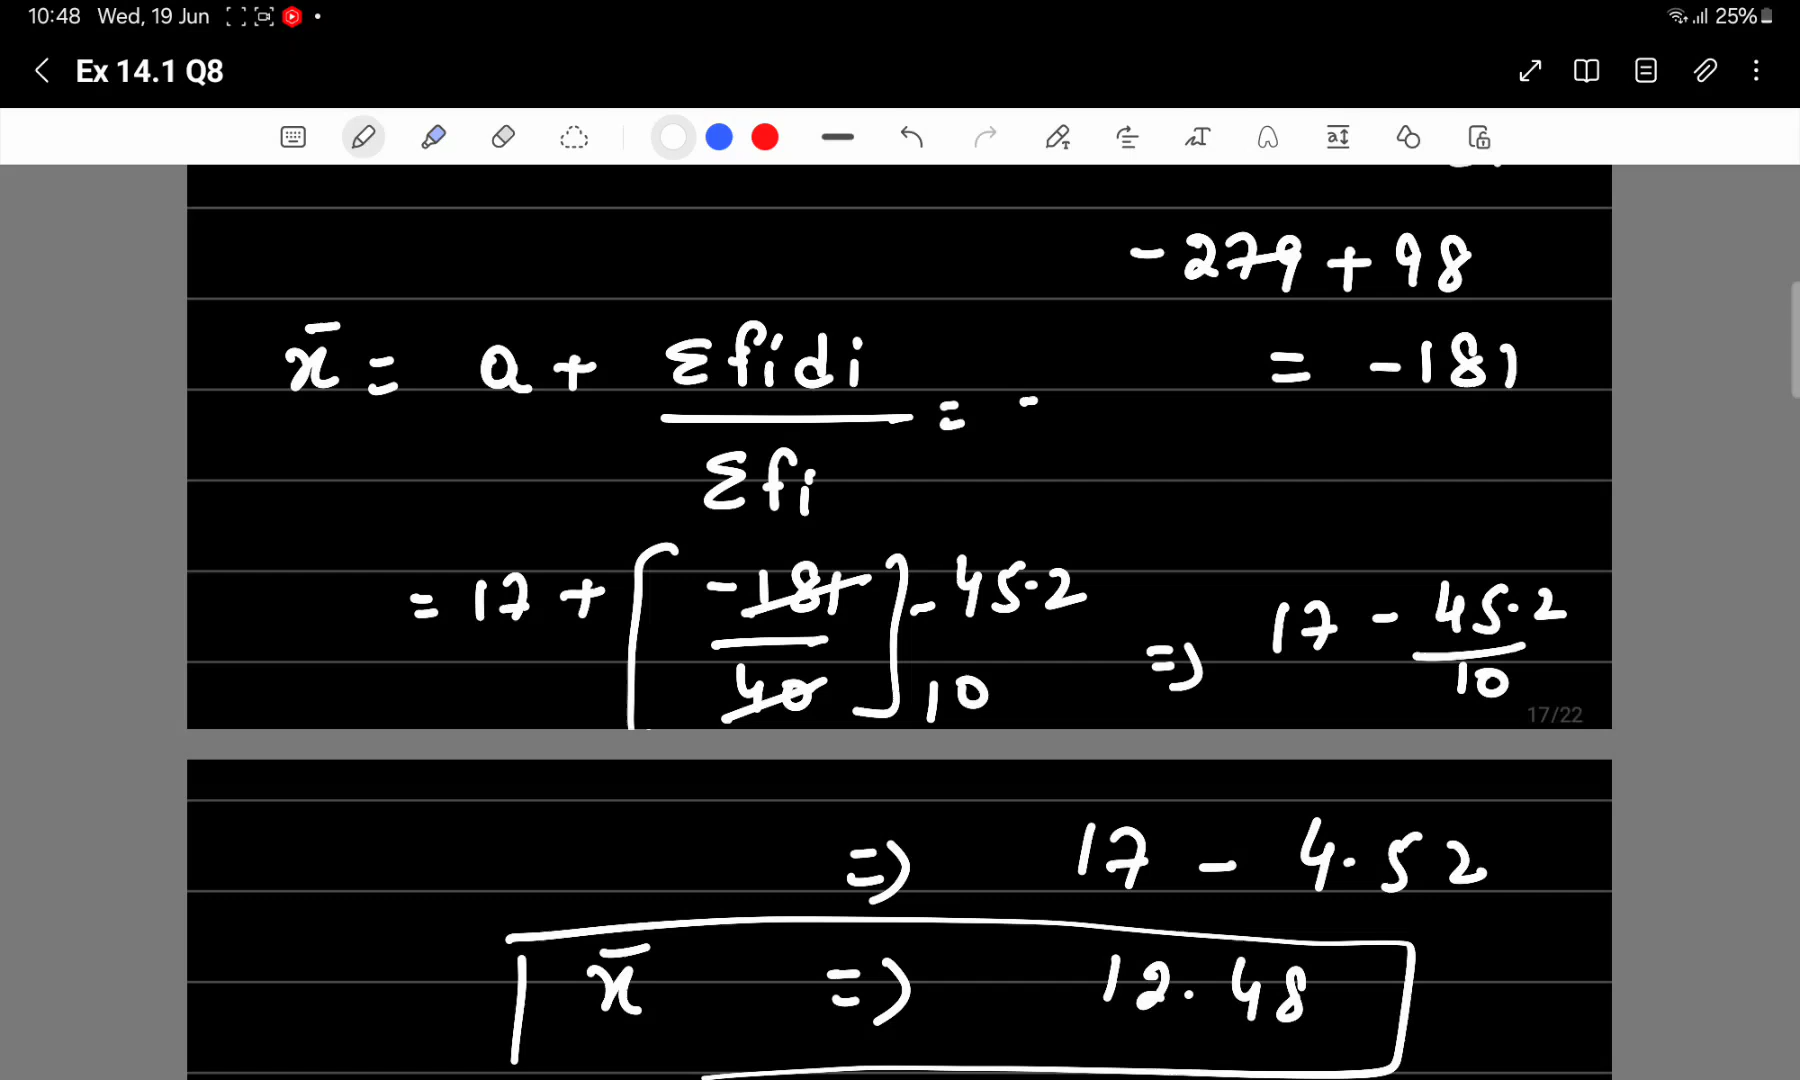 10:48 Wed, 19 Jun 25%
Ex 14.1 Q8
-279 + 98
x̄ = a + Σfidi / Σfi = - = -181
= 17 + [ -181 / 40 ] - 45.2 / 10 => 17 - 45.2 / 10
17/22
=> 17 - 4.52
x̄ => 12.48